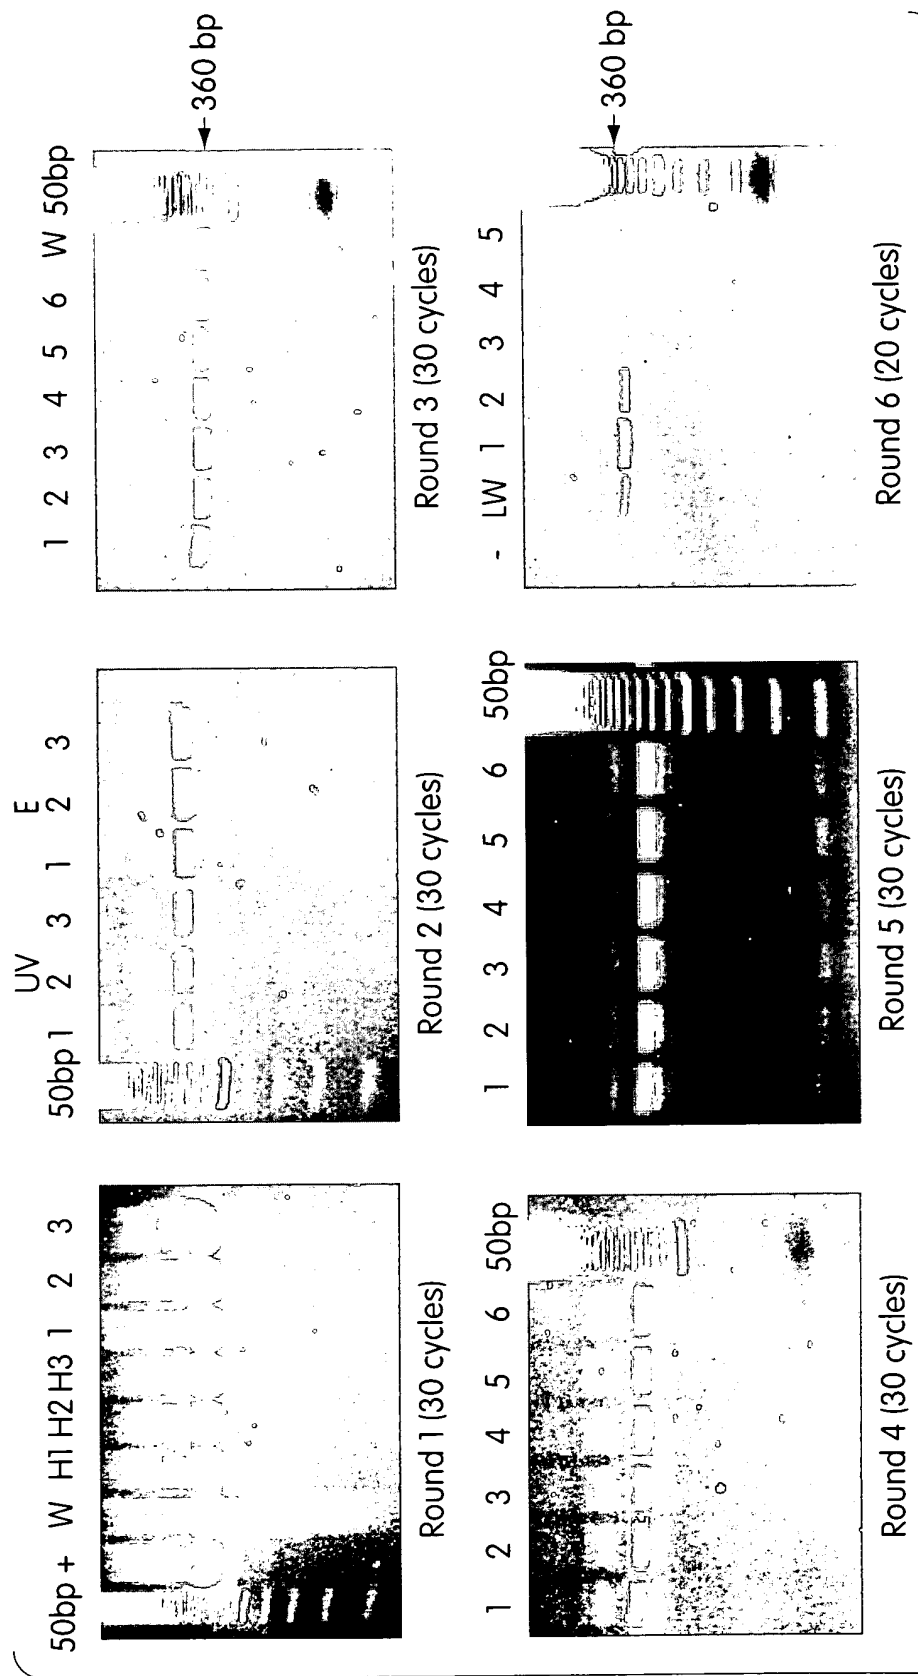 50bp + W H1 H2 H3 1 2 3
Round 1 (30 cycles)
UV E
50bp 1 2 3 1 2 3
Round 2 (30 cycles)
1 2 3 4 5 6 W 50bp
360 bp
Round 3 (30 cycles)
1 2 3 4 5 6 50bp
Round 4 (30 cycles)
1 2 3 4 5 6 50bp
Round 5 (30 cycles)
- LW 1 2 3 4 5
360 bp
Round 6 (20 cycles)